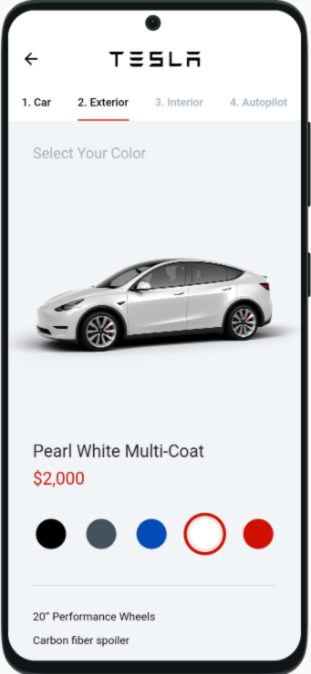 TESLA
1. Car 2. Exterior 3. Interior 4. Autopilot
Select Your Color
Pearl White Multi-Coat
$2,000
20” Performance Wheels
Carbon fiber spoiler